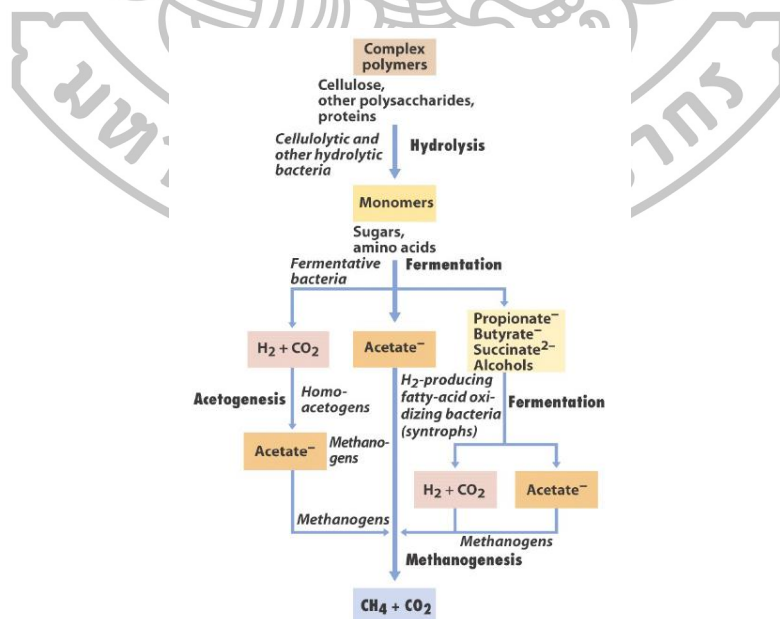 Complex
polymers
Cellulose,
other polysaccharides,
proteins
Cellulolytic and
other hydrolytic
bacteria
Hydrolysis
Monomers
Sugars,
amino acids
Fermentative
bacteria
Fermentation
H₂ + CO₂
Acetate⁻
Propionate⁻
Butyrate⁻
Succinate²⁻
Alcohols
Acetogenesis
Homo-
acetogens
H₂-producing
fatty-acid oxi-
dizing bacteria
(syntrophs)
Fermentation
Acetate⁻
Methano-
gens
H₂ + CO₂
Acetate⁻
Methanogens
Methanogens
Methanogenesis
CH₄ + CO₂